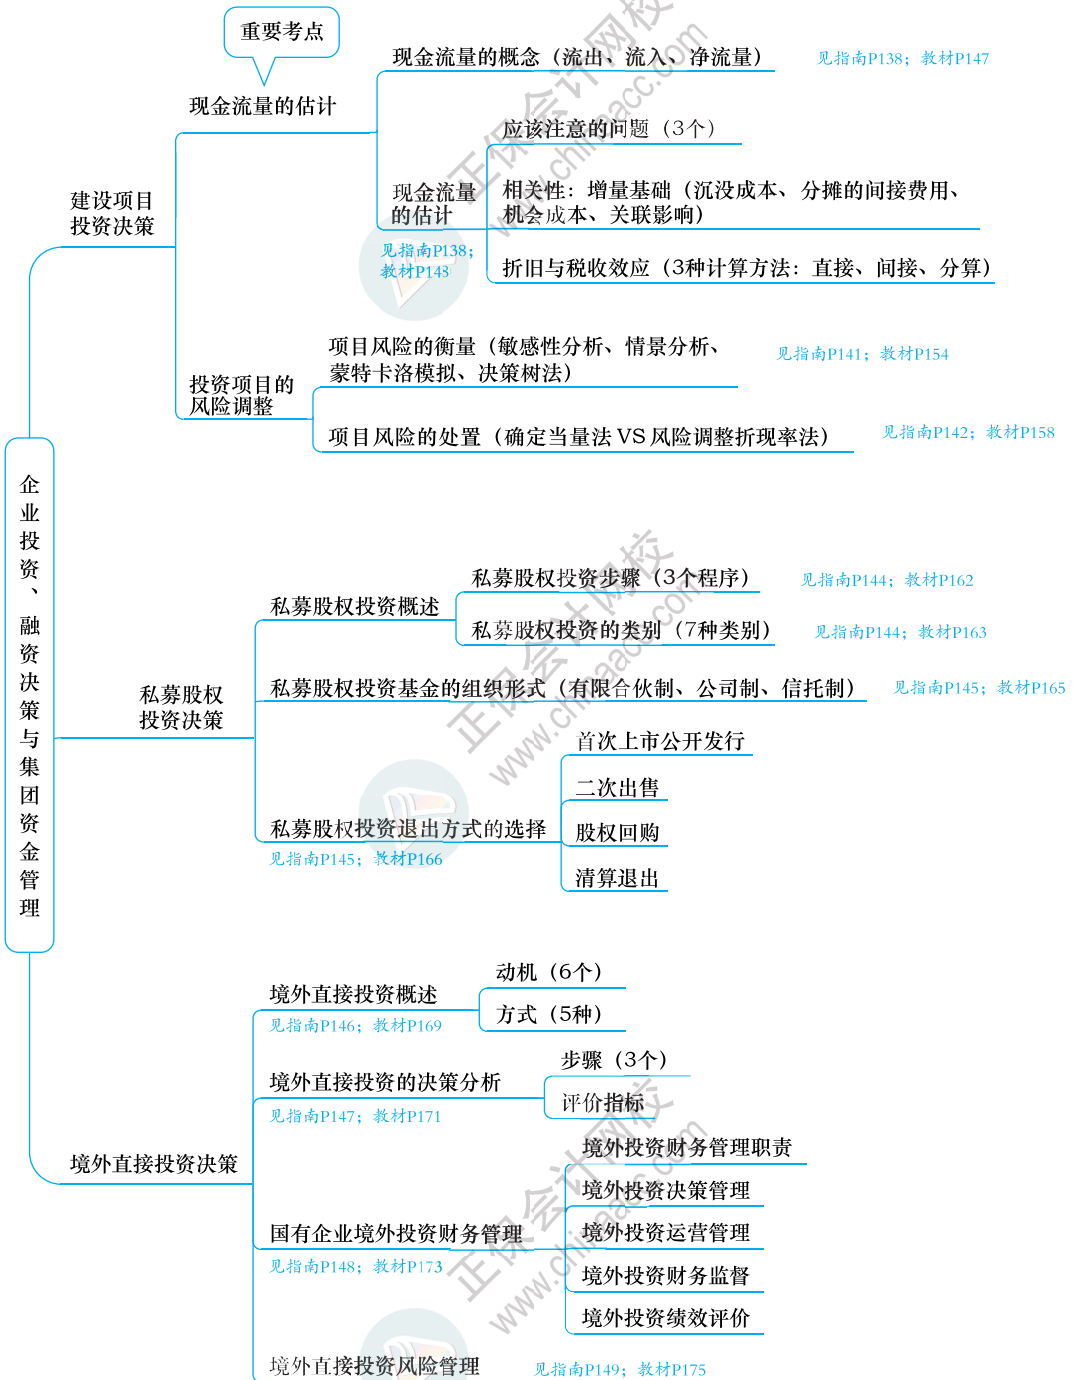 重要考点
现金流量的概念（流出、流入、净流量）
见指南P138；教材P147
现金流量的估计
应该注意的问题（3个）
现金流量
的估计
见指南P138；
教材P148
相关性：增量基础（沉没成本、分摊的间接费用、
机会成本、关联影响）
折旧与税收效应（3种计算方法：直接、间接、分算）
建设项目
投资决策
项目风险的衡量（敏感性分析、情景分析、
蒙特卡洛模拟、决策树法）
见指南P141；教材P154
投资项目的
风险调整
项目风险的处置（确定当量法 VS 风险调整折现率法）
见指南P142；教材P158
企业投资、融资决策与集团资金管理
私募股权投资步骤（3个程序）
见指南P144；教材P162
私募股权投资概述
私募股权投资的类别（7种类别）
见指南P144；教材P163
私募股权
投资决策
私募股权投资基金的组织形式（有限合伙制、公司制、信托制）
见指南P145；教材P165
首次上市公开发行
二次出售
私募股权投资退出方式的选择
见指南P145；教材P166
股权回购
清算退出
动机（6个）
境外直接投资概述
见指南P146；教材P169
方式（5种）
步骤（3个）
境外直接投资的决策分析
见指南P147；教材P171
评价指标
境外直接投资决策
境外投资财务管理职责
境外投资决策管理
国有企业境外投资财务管理
见指南P148；教材P173
境外投资运营管理
境外投资财务监督
境外投资绩效评价
境外直接投资风险管理
见指南P149；教材P175
正保会计网校
www.chinaacc.com
正保会计网校
www.chinaacc.com
正保会计网校
www.chinaacc.com